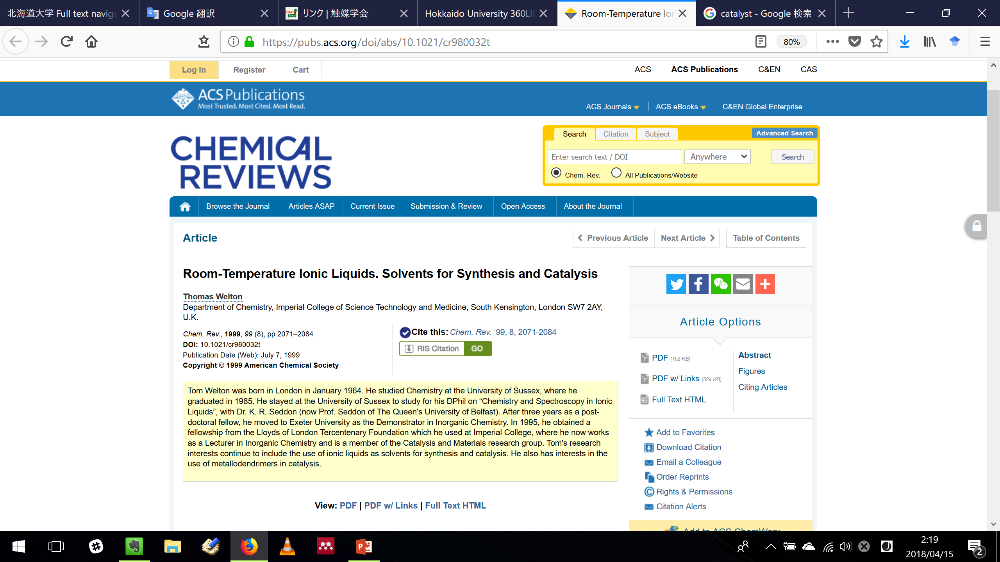 北海道大学 Full text naviga
Google 翻訳
リンク | 触媒学会
Hokkaido University 360LIN
Room-Temperature Ion
catalyst - Google 検索
https://pubs.acs.org/doi/abs/10.1021/cr980032t
80%
Log In
Register
Cart
ACS
ACS Publications
C&EN
CAS
ACS Publications
Most Trusted. Most Cited. Most Read.
ACS Journals
ACS eBooks
C&EN Global Enterprise
CHEMICAL
REVIEWS
Search
Citation
Subject
Advanced Search
Enter search text / DOI
Anywhere
Search
Chem. Rev.
All Publications/Website
Browse the Journal
Articles ASAP
Current Issue
Submission & Review
Open Access
About the Journal
Article
Previous Article
Next Article
Table of Contents
Room-Temperature Ionic Liquids. Solvents for Synthesis and Catalysis
Thomas Welton
Department of Chemistry, Imperial College of Science Technology and Medicine, South Kensington, London SW7 2AY,
U.K.
Chem. Rev., 1999, 99 (8), pp 2071–2084
DOI: 10.1021/cr980032t
Publication Date (Web): July 7, 1999
Copyright © 1999 American Chemical Society
Cite this: Chem. Rev. 99, 8, 2071-2084
RIS Citation GO
Tom Welton was born in London in January 1964. He studied Chemistry at the University of Sussex, where he
graduated in 1985. He stayed at the University of Sussex to study for his DPhil on “Chemistry and Spectroscopy in Ionic
Liquids”, with Dr. K. R. Seddon (now Prof. Seddon of The Queen's University of Belfast). After three years as a post-
doctoral fellow, he moved to Exeter University as the Demonstrator in Inorganic Chemistry. In 1995, he obtained a
fellowship from the Lloyds of London Tercentenary Foundation which he used at Imperial College, where he now works
as a Lecturer in Inorganic Chemistry and is a member of the Catalysis and Materials research group. Tom's research
interests continue to include the use of ionic liquids as solvents for synthesis and catalysis. He also has interests in the
use of metallodendrimers in catalysis.
View: PDF | PDF w/ Links | Full Text HTML
Article Options
PDF (162 KB)
PDF w/ Links (324 KB)
Full Text HTML
Abstract
Figures
Citing Articles
Add to Favorites
Download Citation
Email a Colleague
Order Reprints
Rights & Permissions
Citation Alerts
Add to ACS ChemWorx
2:19
2018/04/15
2